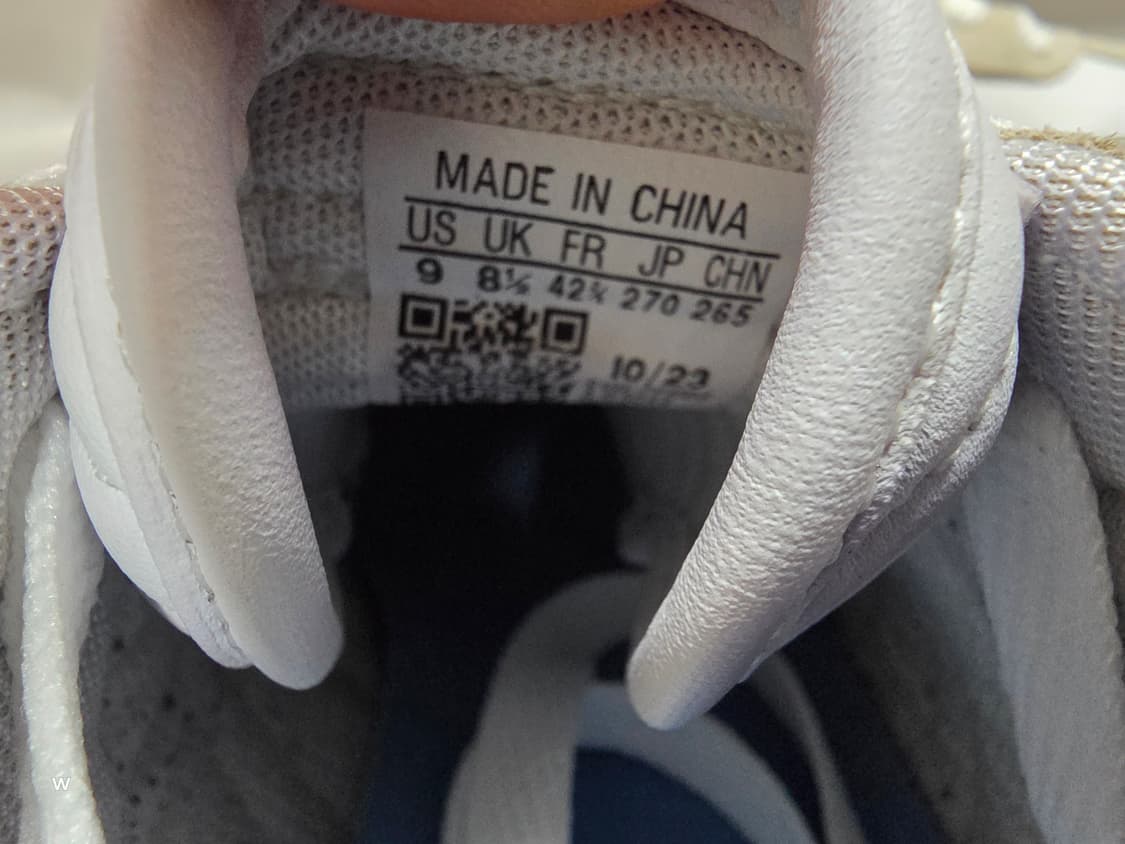 MADE IN CHINA
US UK FR JP CHN
9 8½ 42⅔ 270 265
10/23
W